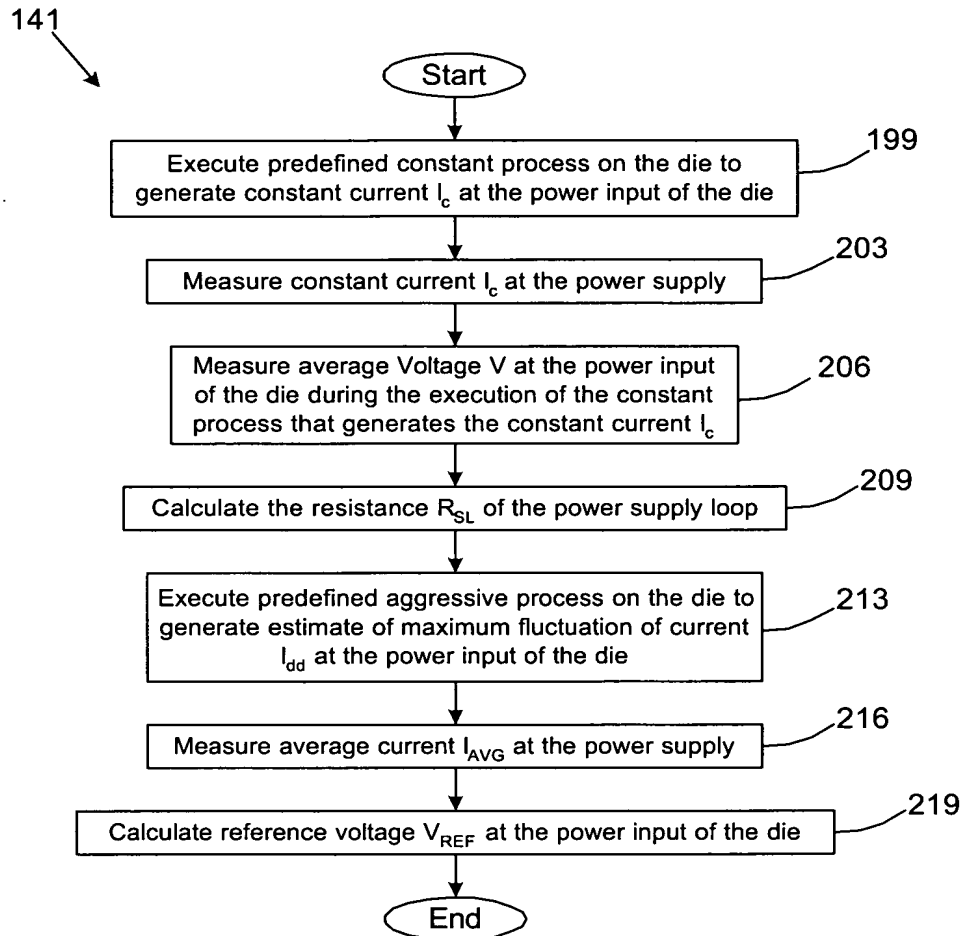 141
Start
Execute predefined constant process on the die to
generate constant current Ic at the power input of the die
199
Measure constant current Ic at the power supply
203
Measure average Voltage V at the power input
of the die during the execution of the constant
process that generates the constant current Ic
206
Calculate the resistance RSL of the power supply loop
209
Execute predefined aggressive process on the die to
generate estimate of maximum fluctuation of current
Idd at the power input of the die
213
Measure average current IAVG at the power supply
216
Calculate reference voltage VREF at the power input of the die
219
End